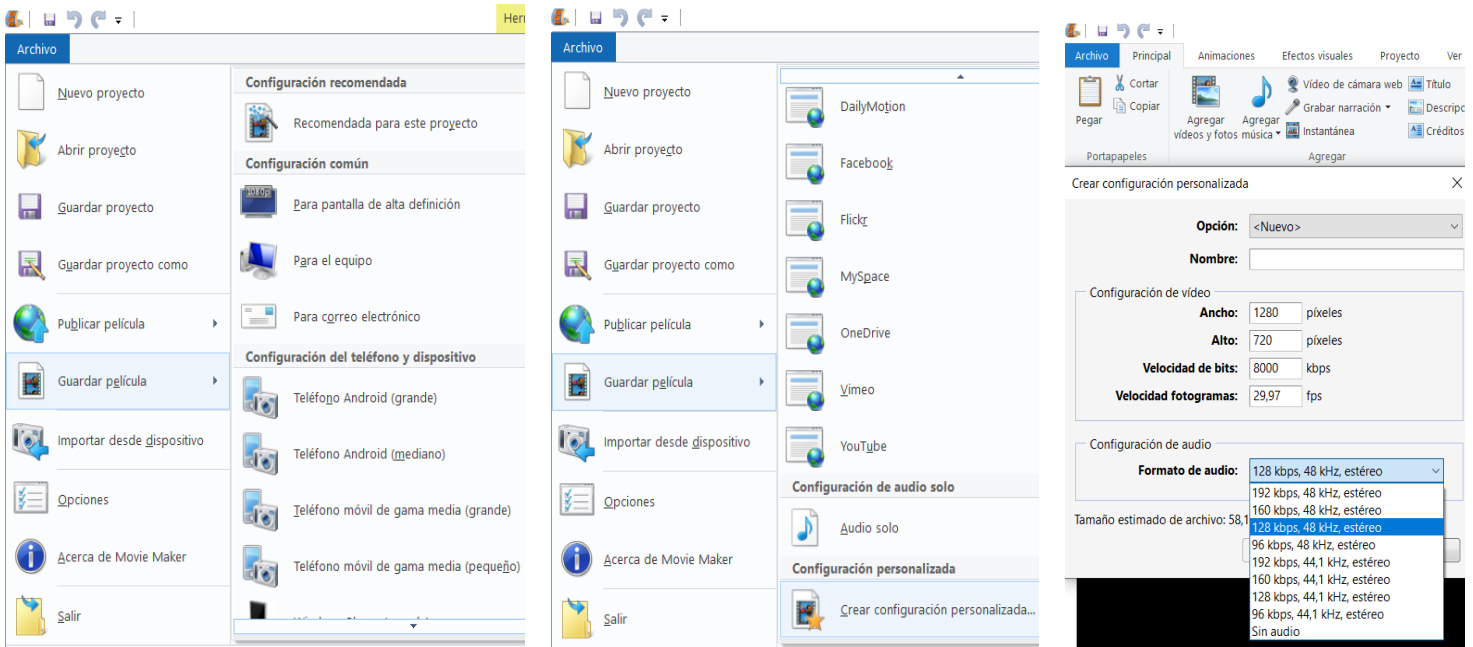 Herr
Archivo
Nuevo proyecto
Abrir proyecto
Guardar proyecto
Guardar proyecto como
Publicar película
Guardar película
Importar desde dispositivo
Opciones
Acerca de Movie Maker
Salir
Configuración recomendada
Recomendada para este proyecto
Configuración común
1080p
Para pantalla de alta definición
Para el equipo
Para correo electrónico
Configuración del teléfono y dispositivo
Teléfono Android (grande)
Teléfono Android (mediano)
Teléfono móvil de gama media (grande)
Teléfono móvil de gama media (pequeño)
Archivo
Nuevo proyecto
Abrir proyecto
Guardar proyecto
Guardar proyecto como
Publicar película
Guardar película
Importar desde dispositivo
Opciones
Acerca de Movie Maker
Salir
DailyMotion
Facebook
Flickr
MySpace
OneDrive
Vimeo
YouTube
Configuración de audio solo
Audio solo
Configuración personalizada
Crear configuración personalizada...
Archivo Principal Animaciones Efectos visuales Proyecto Ver
Pegar
Cortar
Copiar
Portapapeles
Agregar vídeos y fotos
Agregar música
Vídeo de cámara web
Grabar narración
Instantánea
Título
Descripc
Créditos
Agregar
Crear configuración personalizada
Opción: <Nuevo>
Nombre:
Configuración de vídeo
Ancho: 1280 píxeles
Alto: 720 píxeles
Velocidad de bits: 8000 kbps
Velocidad fotogramas: 29,97 fps
Configuración de audio
Formato de audio: 128 kbps, 48 kHz, estéreo
192 kbps, 48 kHz, estéreo
160 kbps, 48 kHz, estéreo
128 kbps, 48 kHz, estéreo
96 kbps, 48 kHz, estéreo
192 kbps, 44,1 kHz, estéreo
160 kbps, 44,1 kHz, estéreo
128 kbps, 44,1 kHz, estéreo
96 kbps, 44,1 kHz, estéreo
Sin audio
Tamaño estimado de archivo: 58,1